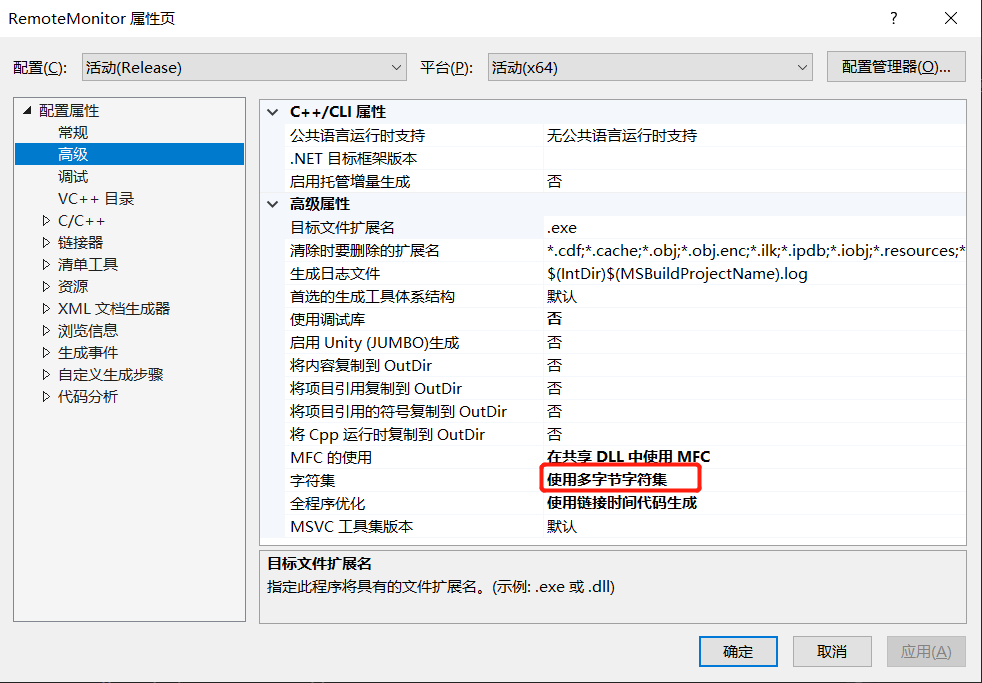 RemoteMonitor 属性页
配置(C): 活动(Release) 平台(P): 活动(x64) 配置管理器(O)...
配置属性
常规
高级
调试
VC++ 目录
C/C++
链接器
清单工具
资源
XML 文档生成器
浏览信息
生成事件
自定义生成步骤
代码分析
C++/CLI 属性
公共语言运行时支持 无公共语言运行时支持
.NET 目标框架版本
启用托管增量生成 否
高级属性
目标文件扩展名 .exe
清除时要删除的扩展名 *.cdf;*.cache;*.obj;*.obj.enc;*.ilk;*.ipdb;*.iobj;*.resources;*
生成日志文件 $(IntDir)$(MSBuildProjectName).log
首选的生成工具体系结构 默认
使用调试库 否
启用 Unity (JUMBO)生成 否
将内容复制到 OutDir 否
将项目引用复制到 OutDir 否
将项目引用的符号复制到 OutDir 否
将 Cpp 运行时复制到 OutDir 否
MFC 的使用 在共享 DLL 中使用 MFC
字符集 使用多字节字符集
全程序优化 使用链接时间代码生成
MSVC 工具集版本 默认
目标文件扩展名
指定此程序将具有的文件扩展名。(示例: .exe 或 .dll)
确定 取消 应用(A)